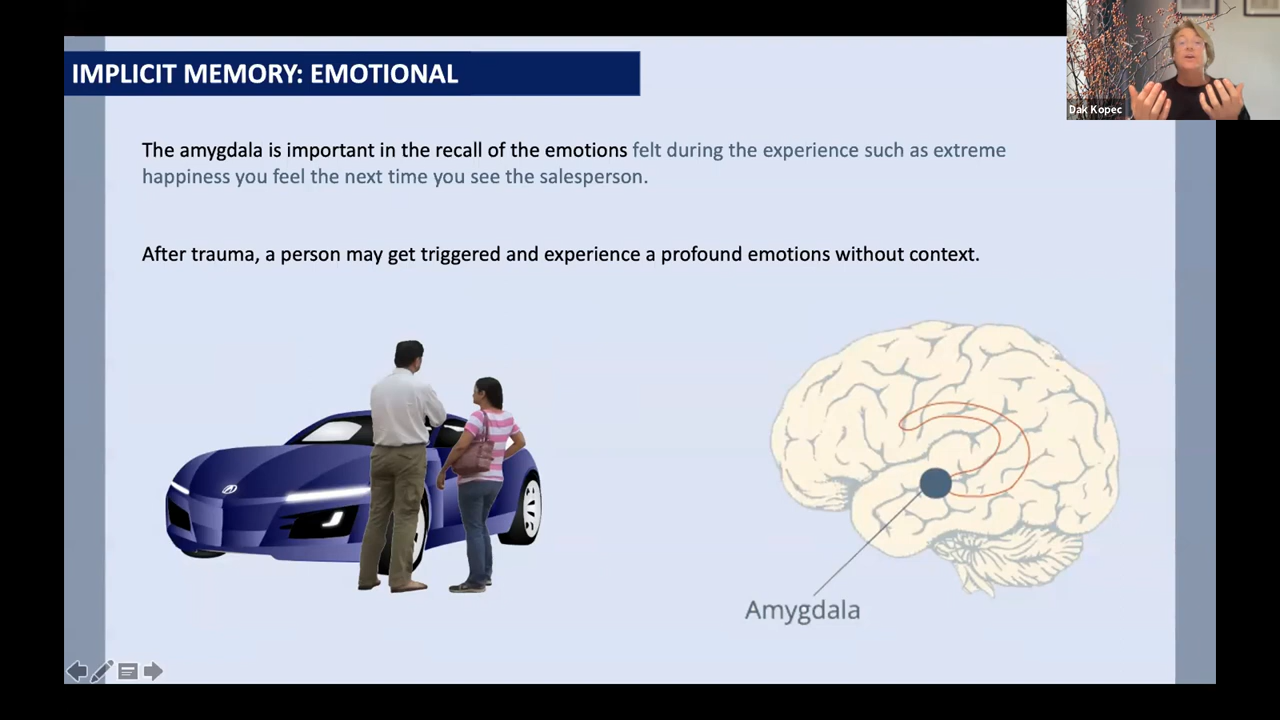 IMPLICIT MEMORY: EMOTIONAL
Dak Kopec
The amygdala is important in the recall of the emotions felt during the experience such as extreme
happiness you feel the next time you see the salesperson.
After trauma, a person may get triggered and experience a profound emotions without context.
Amygdala